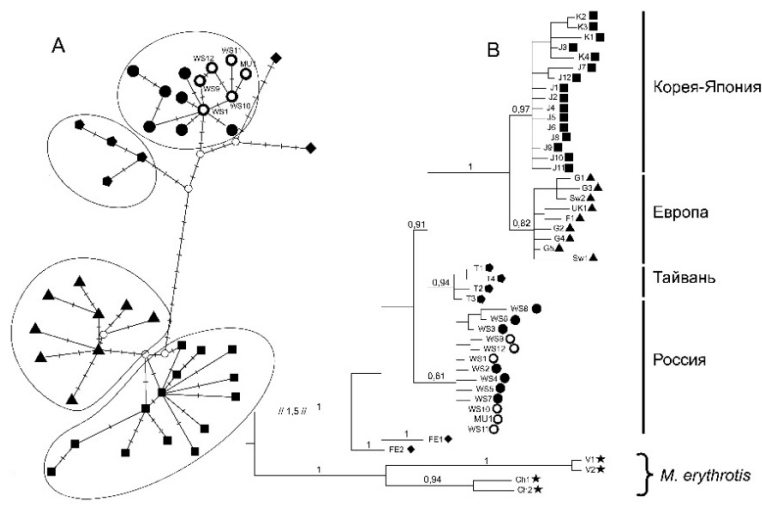 A
WS11
WS12
MU1
WS9
WS10
WS1
B
K2
K3
K1
J3
K4
J7
J12
J1
J2
J4
J5
J6
J8
J9
J10
J11
0,97
1
Корея-Япония
G1
G3
Sw2
UK1
F1
G2
G4
G5
Sw1
0,82
Европа
0,91
T1
T4
T2
T3
0,94
Тайвань
WS8
WS6
WS3
WS9
WS12
WS1
WS2
WS4
WS5
WS7
WS10
MU1
WS11
0,61
Россия
// 1,5 //
1
1
FE1
1
FE2
1
1
V1
V2
0,94
Ch1
Ch2
M. erythrotis